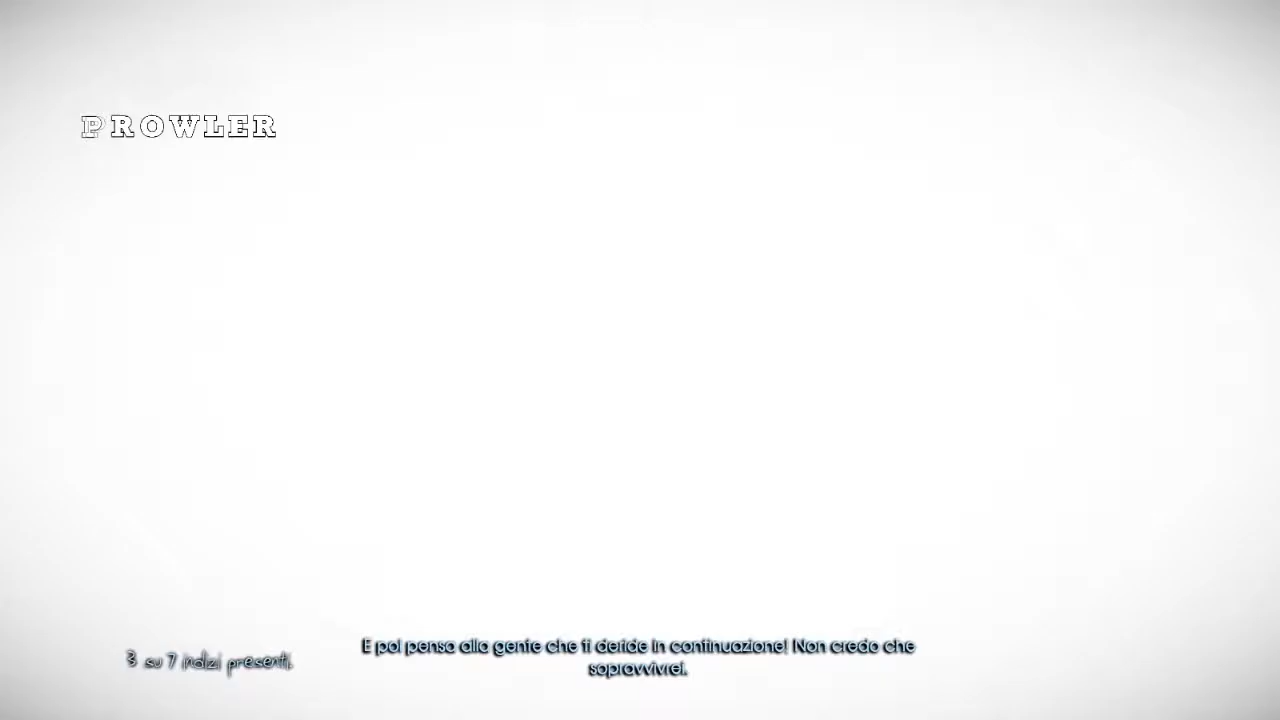 PROWLER
E poi pensa alla gente che ti deride in continuazione! Non credo che
sopravvivrei.
3 su 7 indizi presenti.